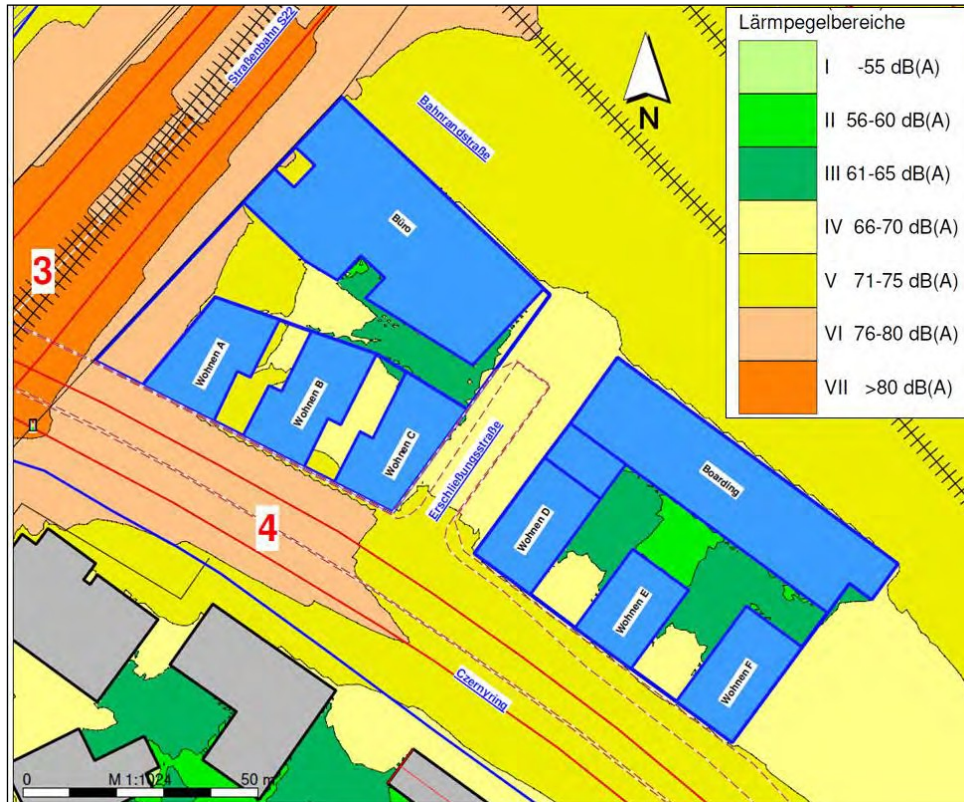 Lärmpegelbereiche
I -55 dB(A)
II 56-60 dB(A)
III 61-65 dB(A)
IV 66-70 dB(A)
V 71-75 dB(A)
VI 76-80 dB(A)
VII >80 dB(A)
Straßenbahn S22
Bahnrandstraße
N
Büro
3
Wohnen A
Wohnen B
Wohnen C
Erschließungsstraße
Boarding
Wohnen D
Wohnen E
Wohnen F
4
Czernyring
0 M 1:1024 50 m